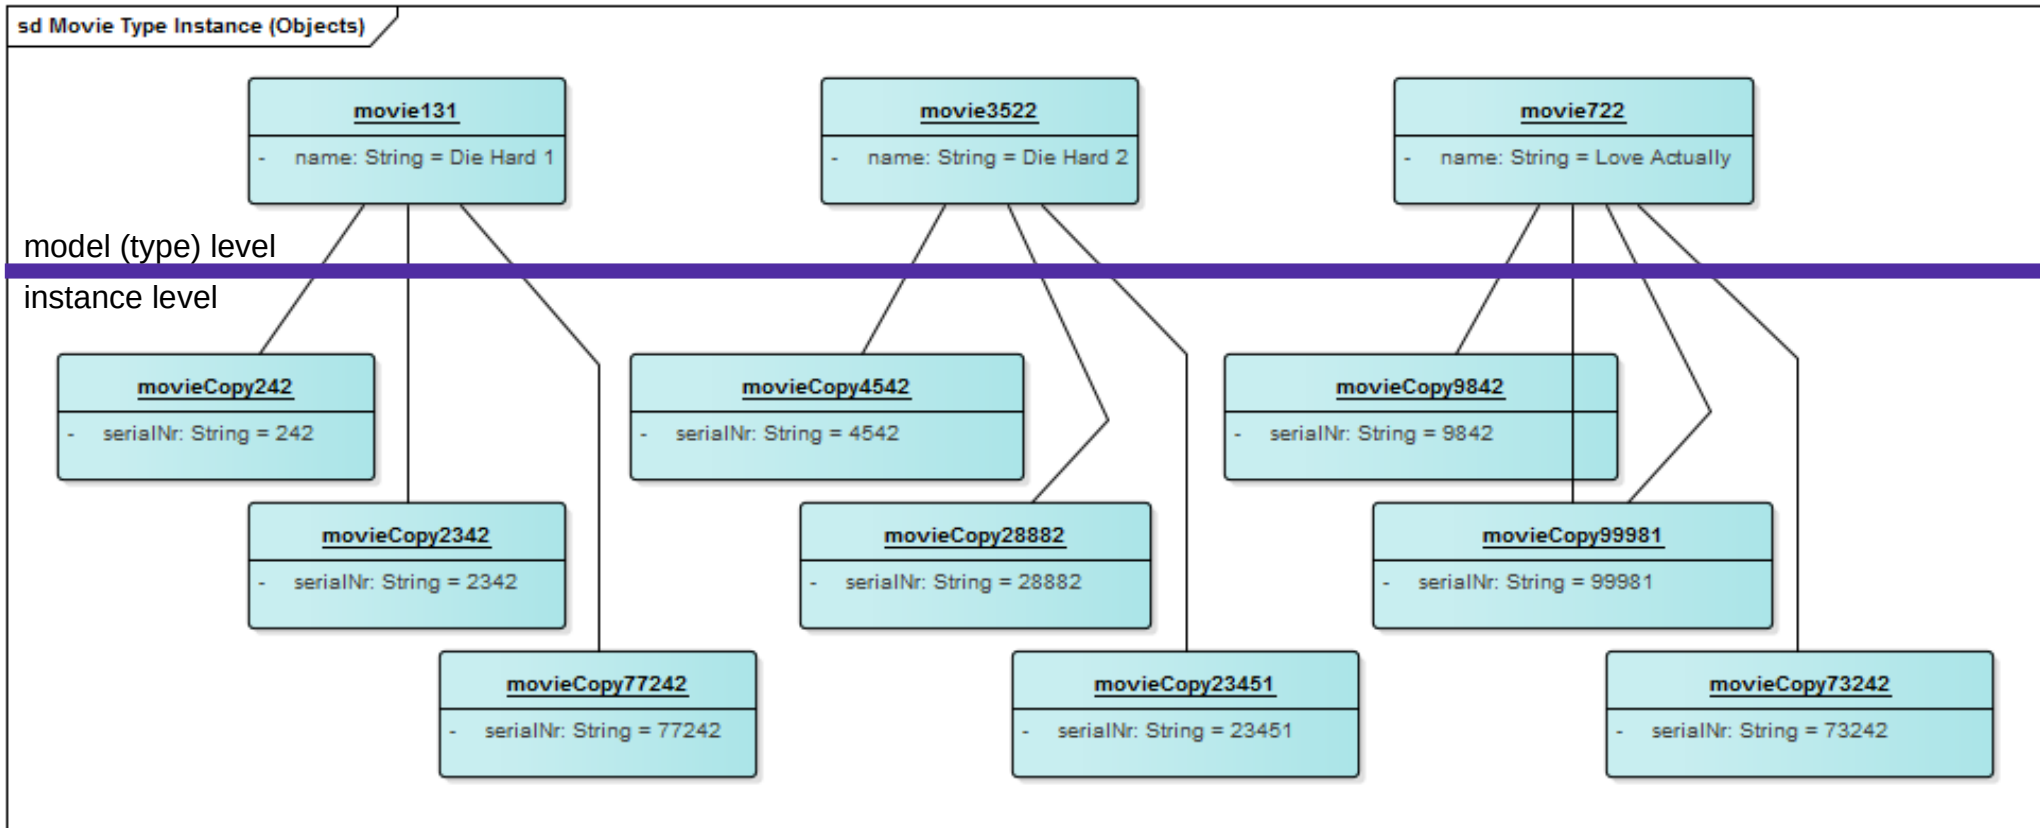 sd Movie Type Instance (Objects)
movie131
- name: String = Die Hard 1
movie3522
- name: String = Die Hard 2
movie722
- name: String = Love Actually
model (type) level
instance level
movieCopy242
- serialNr: String = 242
movieCopy4542
- serialNr: String = 4542
movieCopy9842
- serialNr: String = 9842
movieCopy2342
- serialNr: String = 2342
movieCopy28882
- serialNr: String = 28882
movieCopy99981
- serialNr: String = 99981
movieCopy77242
- serialNr: String = 77242
movieCopy23451
- serialNr: String = 23451
movieCopy73242
- serialNr: String = 73242